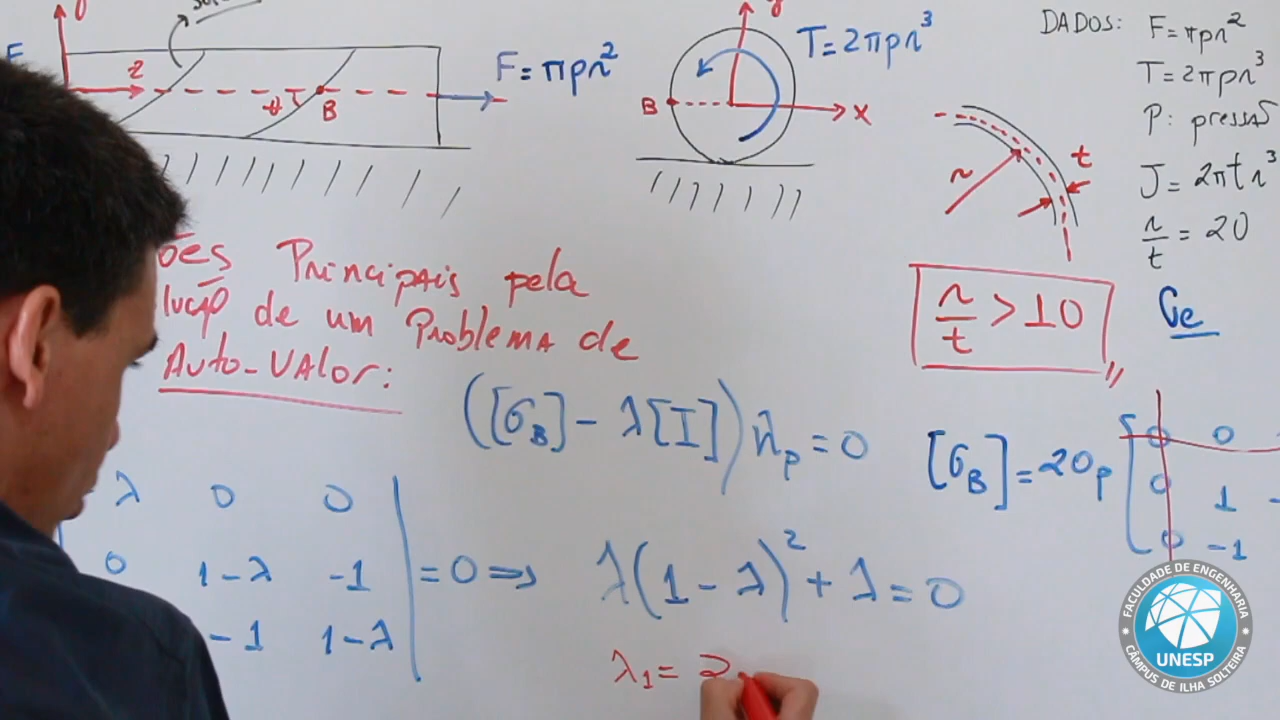 F = πpr²
B
z
B
x
T = 2πpr³
DADOS: F = πpr²
T = 2πpr³
P: pressão
J = 2πtr³
r/t = 20
r
t
r/t > 10
σe
ões Principais pela
lução de um Problema de
Auto-Valor:
([σB] - λ[I]) np = 0
[σB] = 20p
0 0
0 1 -
0 -1
λ 0 0
0 1-λ -1
-1 1-λ
= 0 ⇒ λ(1-λ)² + λ = 0
λ1 = 2
FACULDADE DE ENGENHARIA
UNESP
CÂMPUS DE ILHA SOLTEIRA